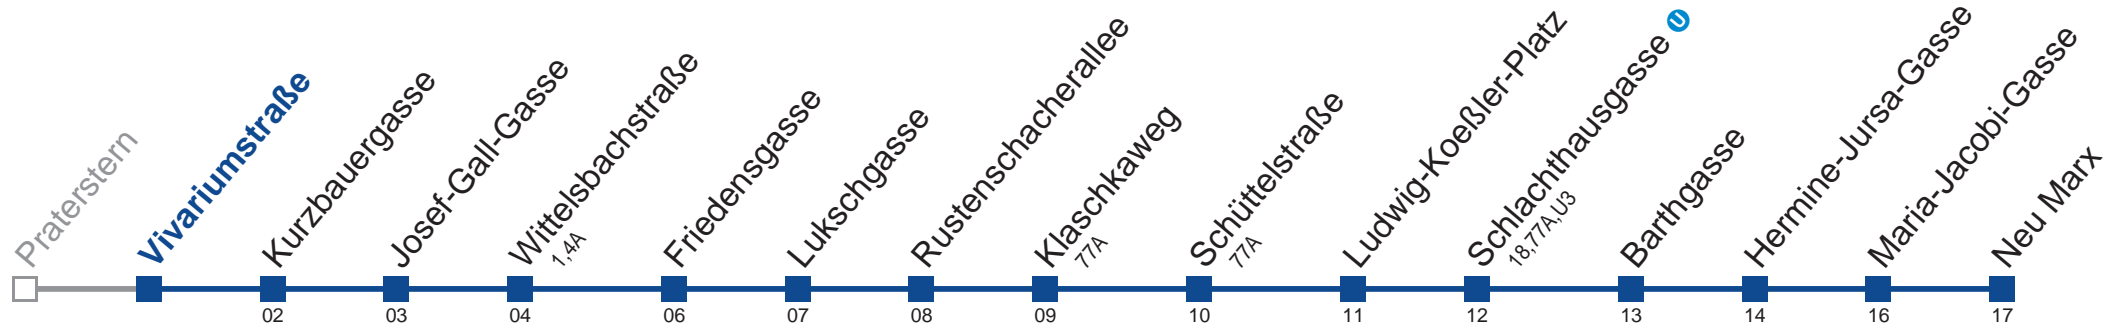 Praterstern
Vivariumstraße
Kurzbauergasse
02
Josef-Gall-Gasse
03
Wittelsbachstraße
1,4A
04
Friedensgasse
06
Lukschgasse
07
Rustenschacherallee
08
Klaschkaweg
77A
09
Schüttelstraße
77A
10
Ludwig-Koeßler-Platz
11
Schlachthausgasse U
18,77A,U3
12
Barthgasse
13
Hermine-Jursa-Gasse
14
Maria-Jacobi-Gasse
16
Neu Marx
17